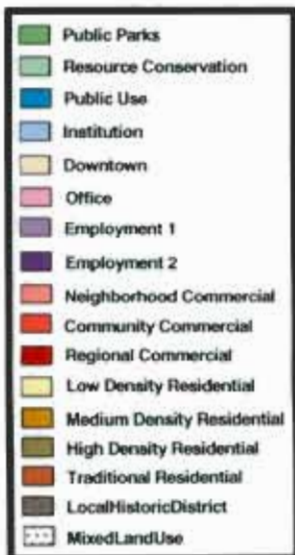 Public Parks
Resource Conservation
Public Use
Institution
Downtown
Office
Employment 1
Employment 2
Neighborhood Commercial
Community Commercial
Regional Commercial
Low Density Residential
Medium Density Residential
High Density Residential
Traditional Residential
LocalHistoricDistrict
MixedLandUse